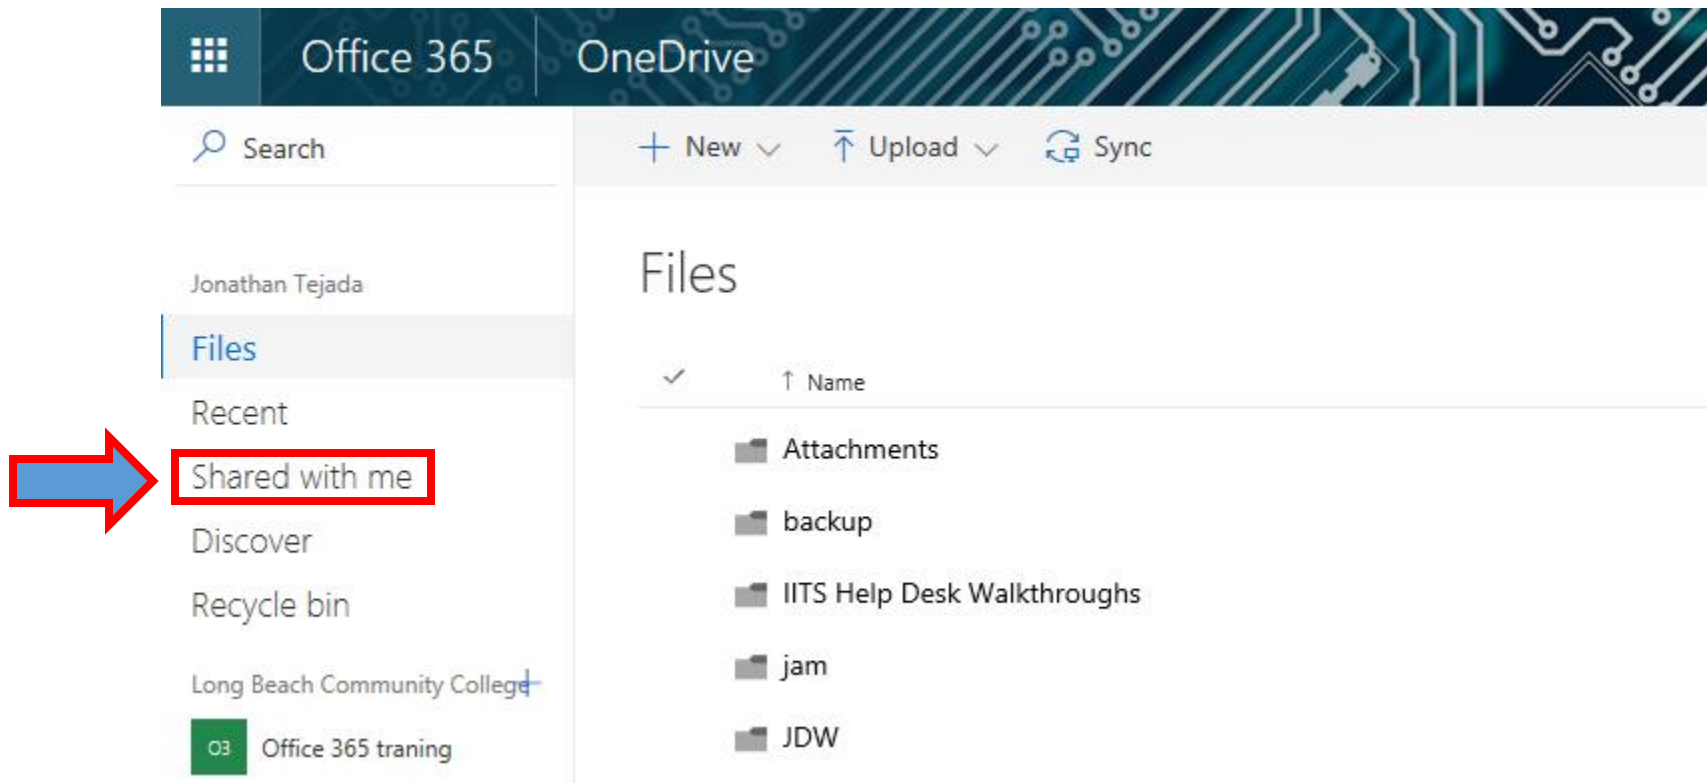 Office 365
OneDrive
Search
New
Upload
Sync
Jonathan Tejada
Files
Recent
Shared with me
Discover
Recycle bin
Long Beach Community College
O3
Office 365 traning
Files
Name
Attachments
backup
IITS Help Desk Walkthroughs
jam
JDW